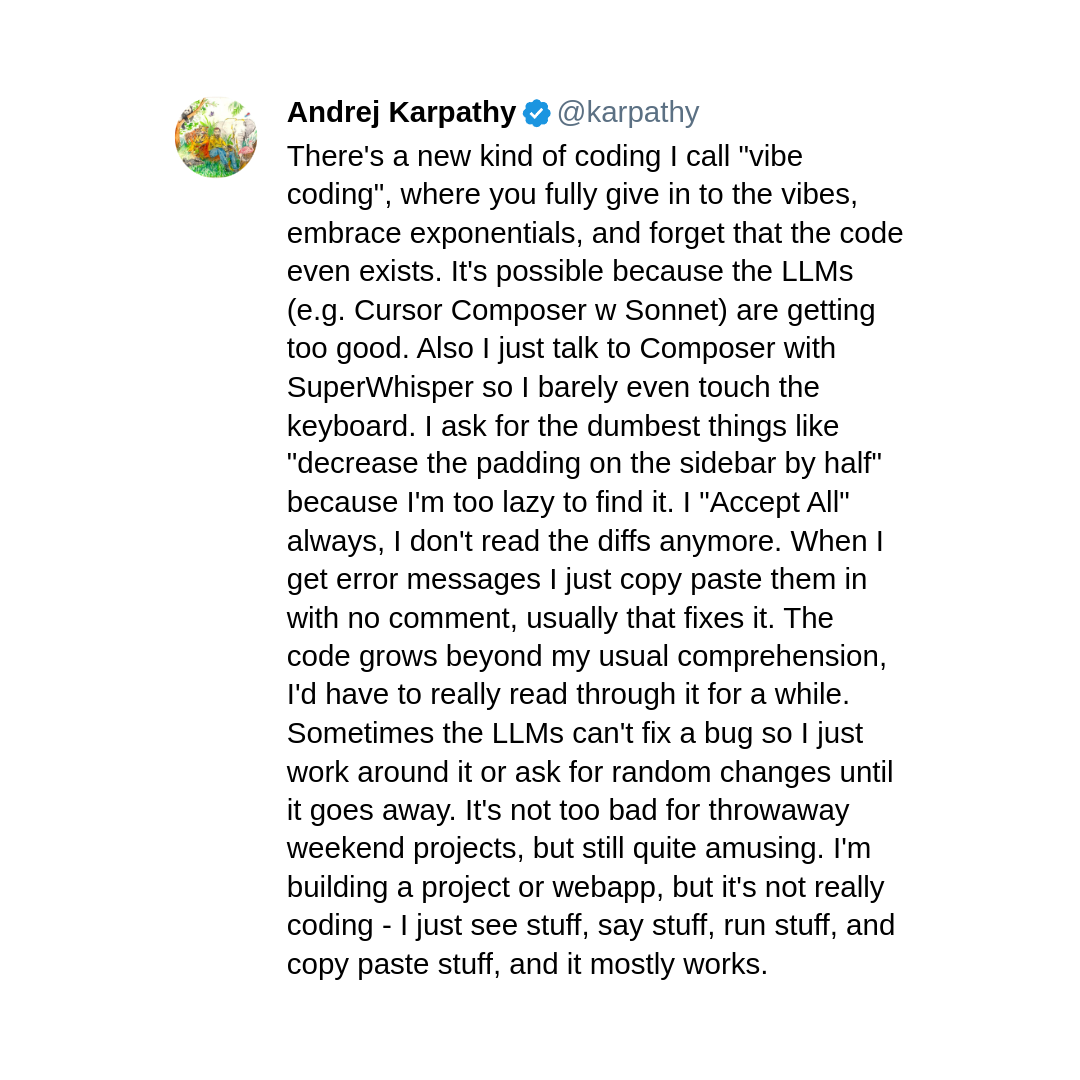 Andrej Karpathy @karpathy
There's a new kind of coding I call "vibe
coding", where you fully give in to the vibes,
embrace exponentials, and forget that the code
even exists. It's possible because the LLMs
(e.g. Cursor Composer w Sonnet) are getting
too good. Also I just talk to Composer with
SuperWhisper so I barely even touch the
keyboard. I ask for the dumbest things like
"decrease the padding on the sidebar by half"
because I'm too lazy to find it. I "Accept All"
always, I don't read the diffs anymore. When I
get error messages I just copy paste them in
with no comment, usually that fixes it. The
code grows beyond my usual comprehension,
I'd have to really read through it for a while.
Sometimes the LLMs can't fix a bug so I just
work around it or ask for random changes until
it goes away. It's not too bad for throwaway
weekend projects, but still quite amusing. I'm
building a project or webapp, but it's not really
coding - I just see stuff, say stuff, run stuff, and
copy paste stuff, and it mostly works.